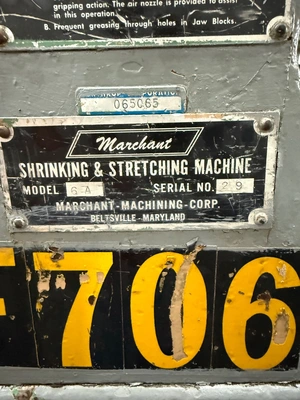 gripping action. The air nozzle is provided to assist
in this operation.
B. Frequent greasing through holes in Jaw Blocks.
065065
Marchant
SHRINKING & STRETCHING MACHINE
MODEL 6A SERIAL NO. 29
MARCHANT-MACHINING-CORP.
BELTSVILLE-MARYLAND
F706